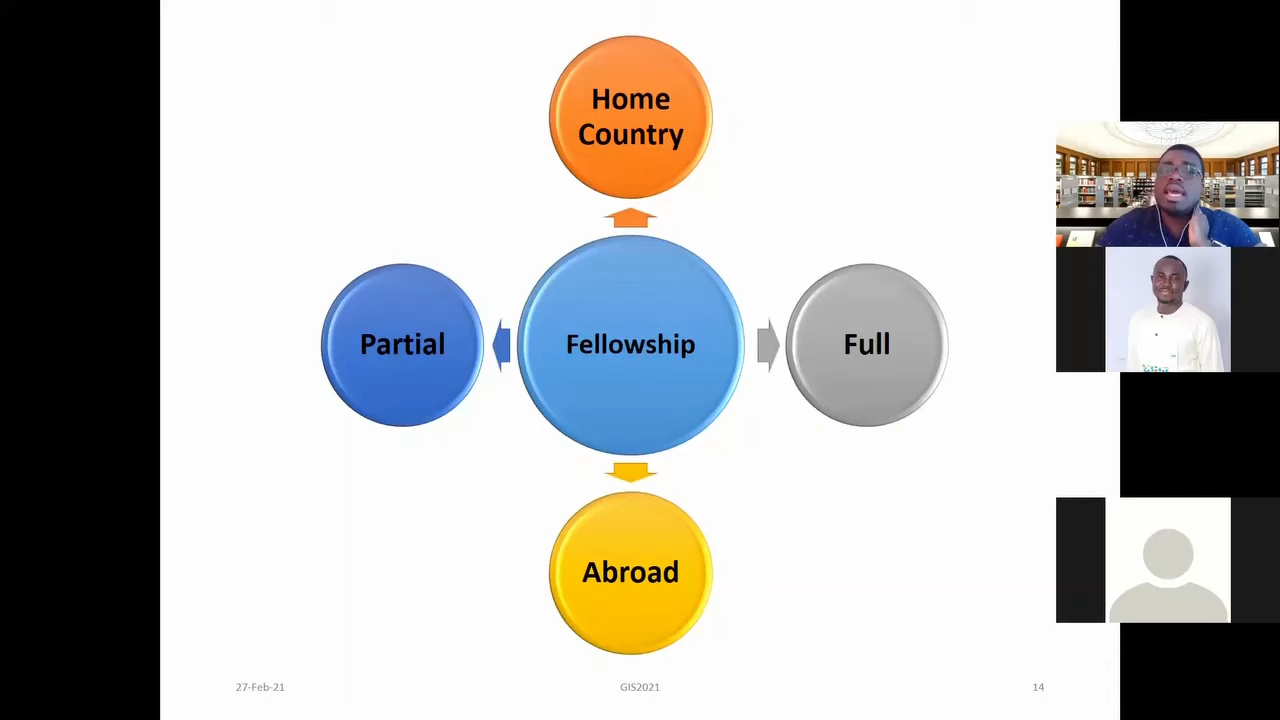 Home
Country
Partial
Fellowship
Full
Abroad
27-Feb-21
GIS2021
14